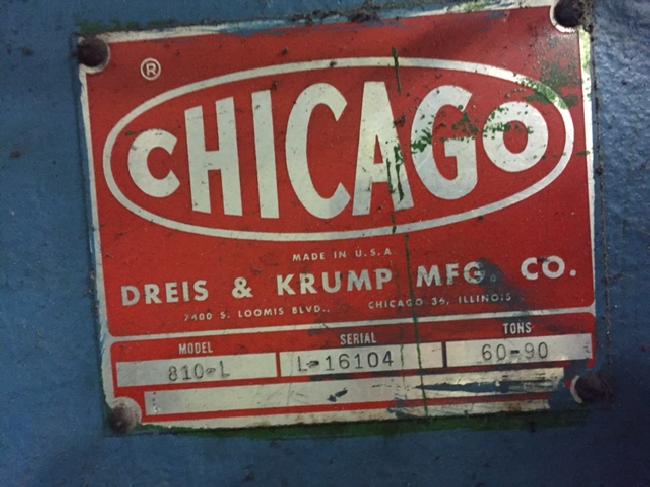 ®
CHICAGO
MADE IN U.S.A.
DREIS & KRUMP MFG. CO.
7400 S. LOOMIS BLVD., CHICAGO 36, ILLINOIS
MODEL SERIAL TONS
810-L L-16104 60-90